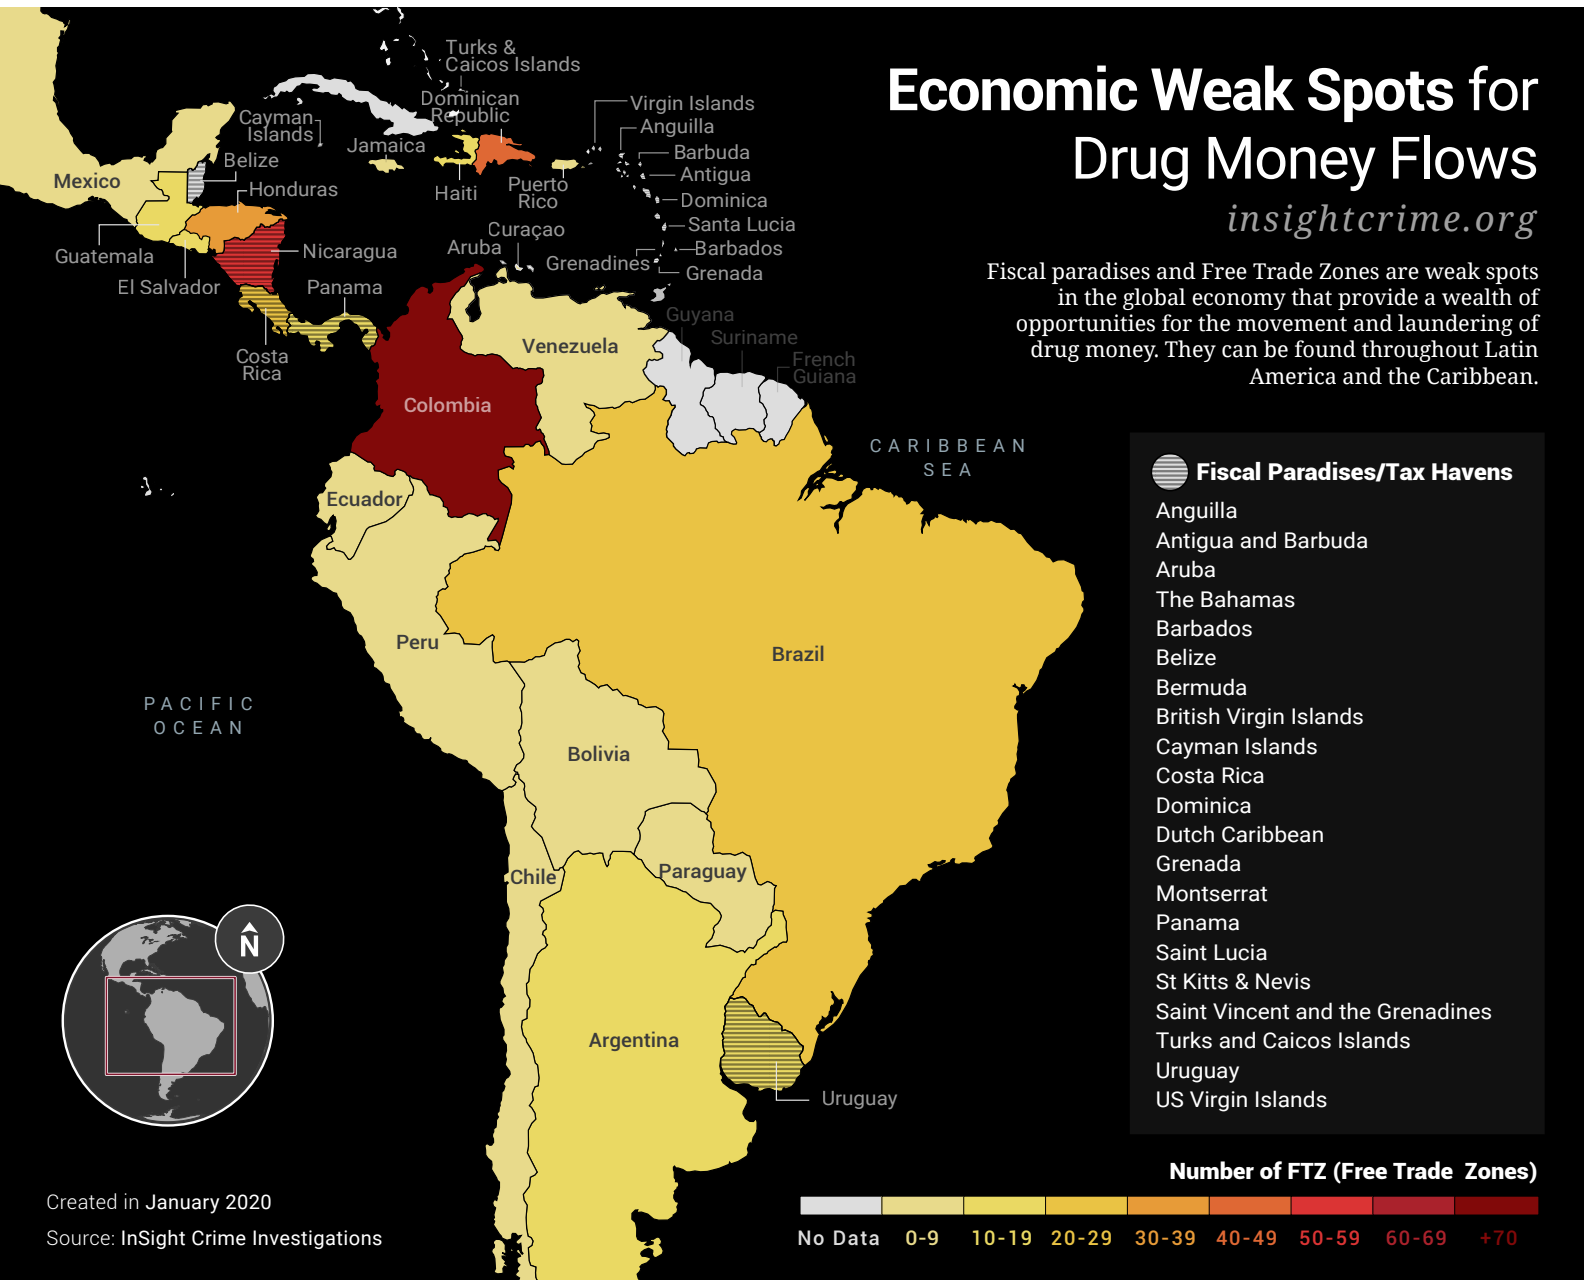 Economic Weak Spots for
Drug Money Flows
insightcrime.org
Fiscal paradises and Free Trade Zones are weak spots
in the global economy that provide a wealth of
opportunities for the movement and laundering of
drug money. They can be found throughout Latin
America and the Caribbean.
Turks &
Caicos Islands
Dominican
Republic
Cayman
Islands
Jamaica
Belize
Mexico
Honduras
Haiti
Puerto
Rico
Virgin Islands
Anguilla
Barbuda
Antigua
Dominica
Santa Lucia
Barbados
Grenadines
Grenada
Guatemala
Nicaragua
El Salvador
Panama
Costa
Rica
Curaçao
Aruba
Guyana
Suriname
French
Guiana
Venezuela
Colombia
Ecuador
Peru
Brazil
Bolivia
Paraguay
Chile
Argentina
Uruguay
CARIBBEAN
SEA
PACIFIC
OCEAN
Fiscal Paradises/Tax Havens
Anguilla
Antigua and Barbuda
Aruba
The Bahamas
Barbados
Belize
Bermuda
British Virgin Islands
Cayman Islands
Costa Rica
Dominica
Dutch Caribbean
Grenada
Montserrat
Panama
Saint Lucia
St Kitts & Nevis
Saint Vincent and the Grenadines
Turks and Caicos Islands
Uruguay
US Virgin Islands
N
Created in January 2020
Source: InSight Crime Investigations
Number of FTZ (Free Trade Zones)
No Data 0-9 10-19 20-29 30-39 40-49 50-59 60-69 +70